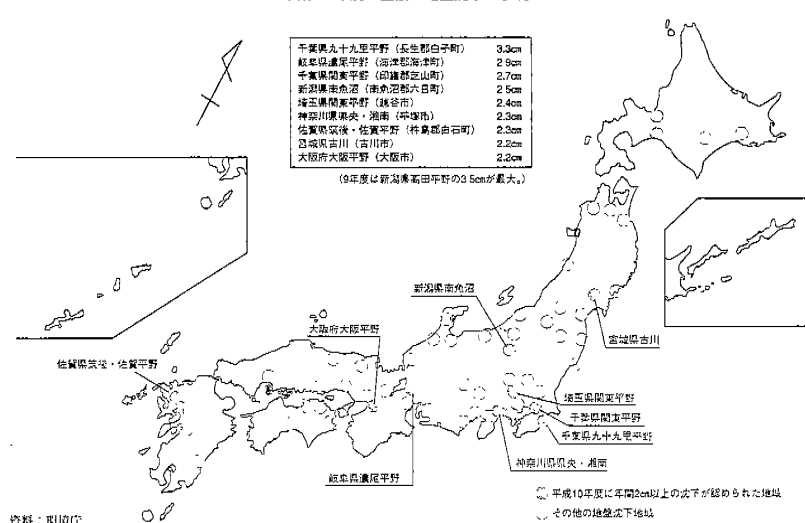 千葉県九十九里平野（長生郡白子町） 3.3cm
岐阜県濃尾平野（海津郡海津町） 2.9cm
千葉県関東平野（印旛郡芝山町） 2.7cm
新潟県南魚沼（南魚沼郡六日町） 2.5cm
埼玉県関東平野（越谷市） 2.4cm
神奈川県県央・湘南（平塚市） 2.3cm
佐賀県筑後・佐賀平野（杵島郡白石町） 2.3cm
宮城県古川（古川市） 2.2cm
大阪府大阪平野（大阪市） 2.2cm
（9年度は新潟県高田平野の3.5cmが最大。）
新潟県南魚沼
大阪府大阪平野
宮城県古川
佐賀県筑後・佐賀平野
埼玉県関東平野
千葉県関東平野
千葉県九十九里平野
神奈川県県央・湘南
岐阜県濃尾平野
平成10年度に年間2cm以上の沈下が認められた地域
その他の地盤沈下地域
資料：環境庁